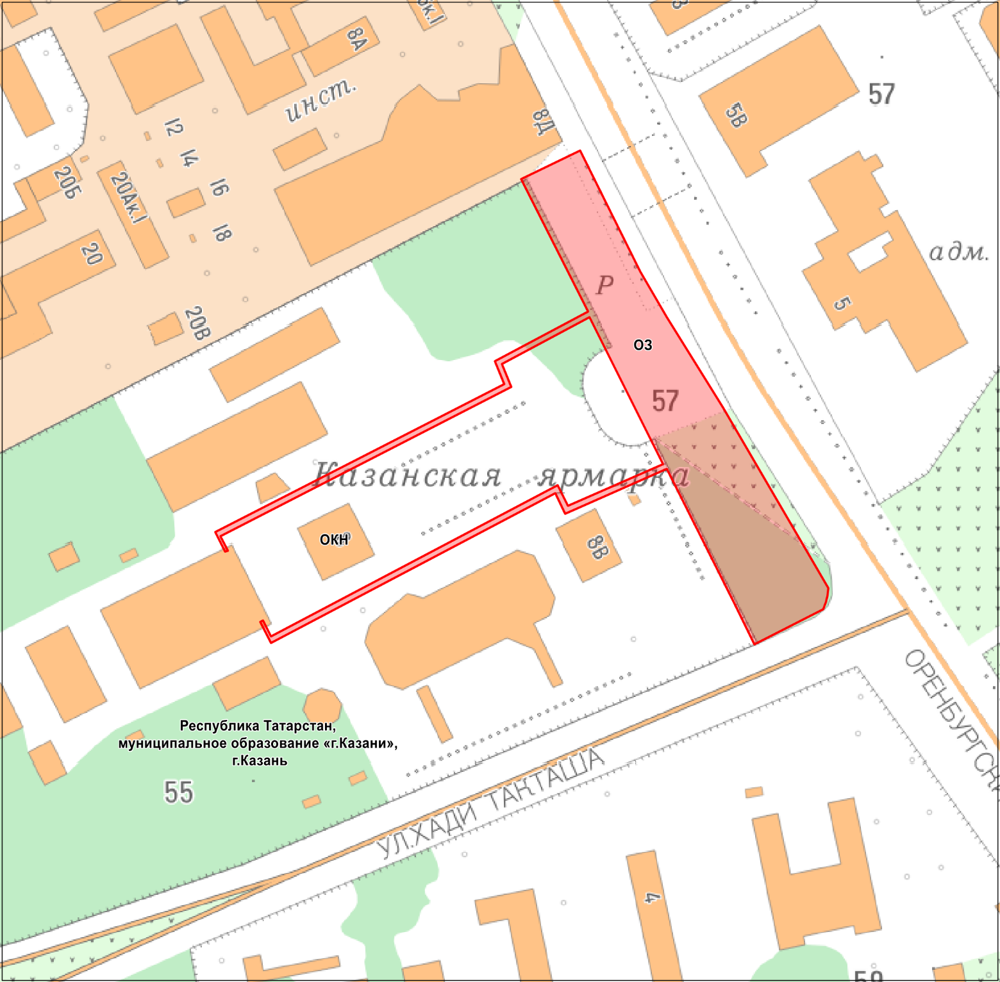 8А
инст.
8Д
57
5В
12
14
16
18
20Б
20Ак.1
20
20В
адм.
5
Р
ОЗ
57
Казанская ярмарка
ОКН
8В
Республика Татарстан,
муниципальное образование «г.Казани»,
г.Казань
55
УЛ.ХАДИ ТАКТАША
4
59